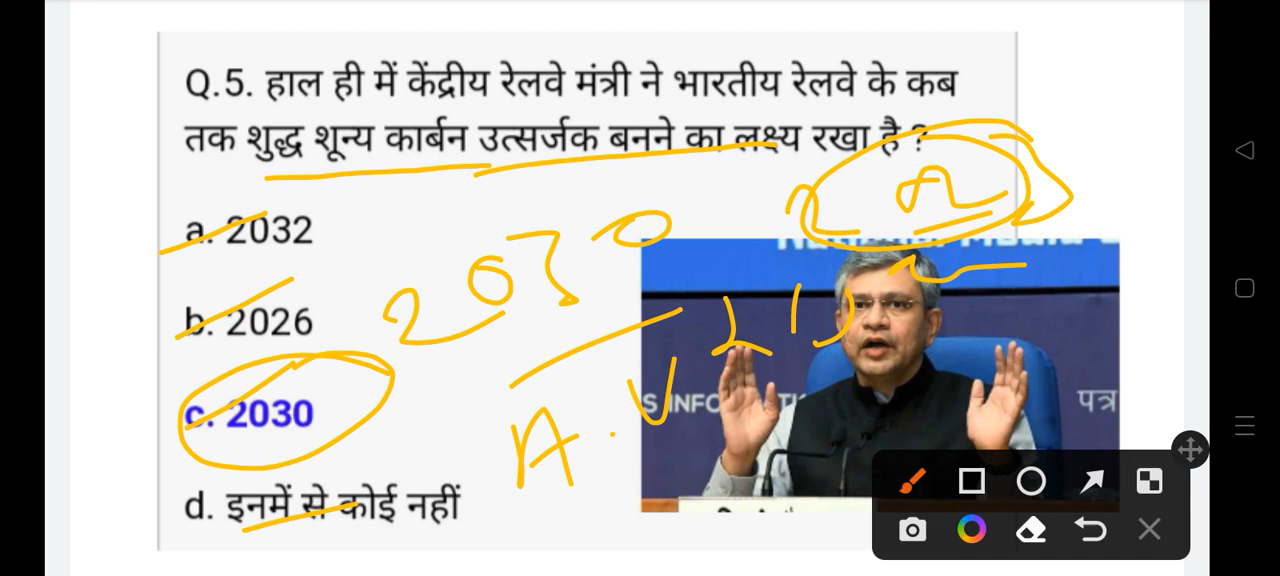 Q.5. हाल ही में केंद्रीय रेलवे मंत्री ने भारतीय रेलवे के कब
तक शुद्ध शून्य कार्बन उत्सर्जक बनने का लक्ष्य रखा है ?
a. 2032
b. 2026
2030
c. 2030
A.V
S INFO
पत्र
d. इनमें से कोई नहीं